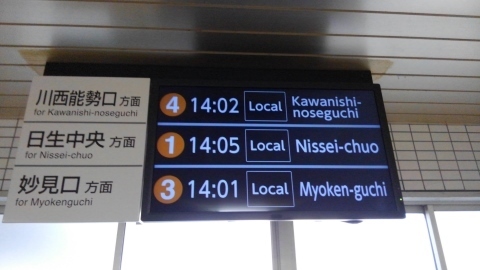 川西能勢口 方面
for Kawanishi-noseguchi
4 14:02 Local Kawanishi-
noseguchi
日生中央 方面
for Nissei-chuo
1 14:05 Local Nissei-chuo
妙見口 方面
for Myokenguchi
3 14:01 Local Myoken-guchi